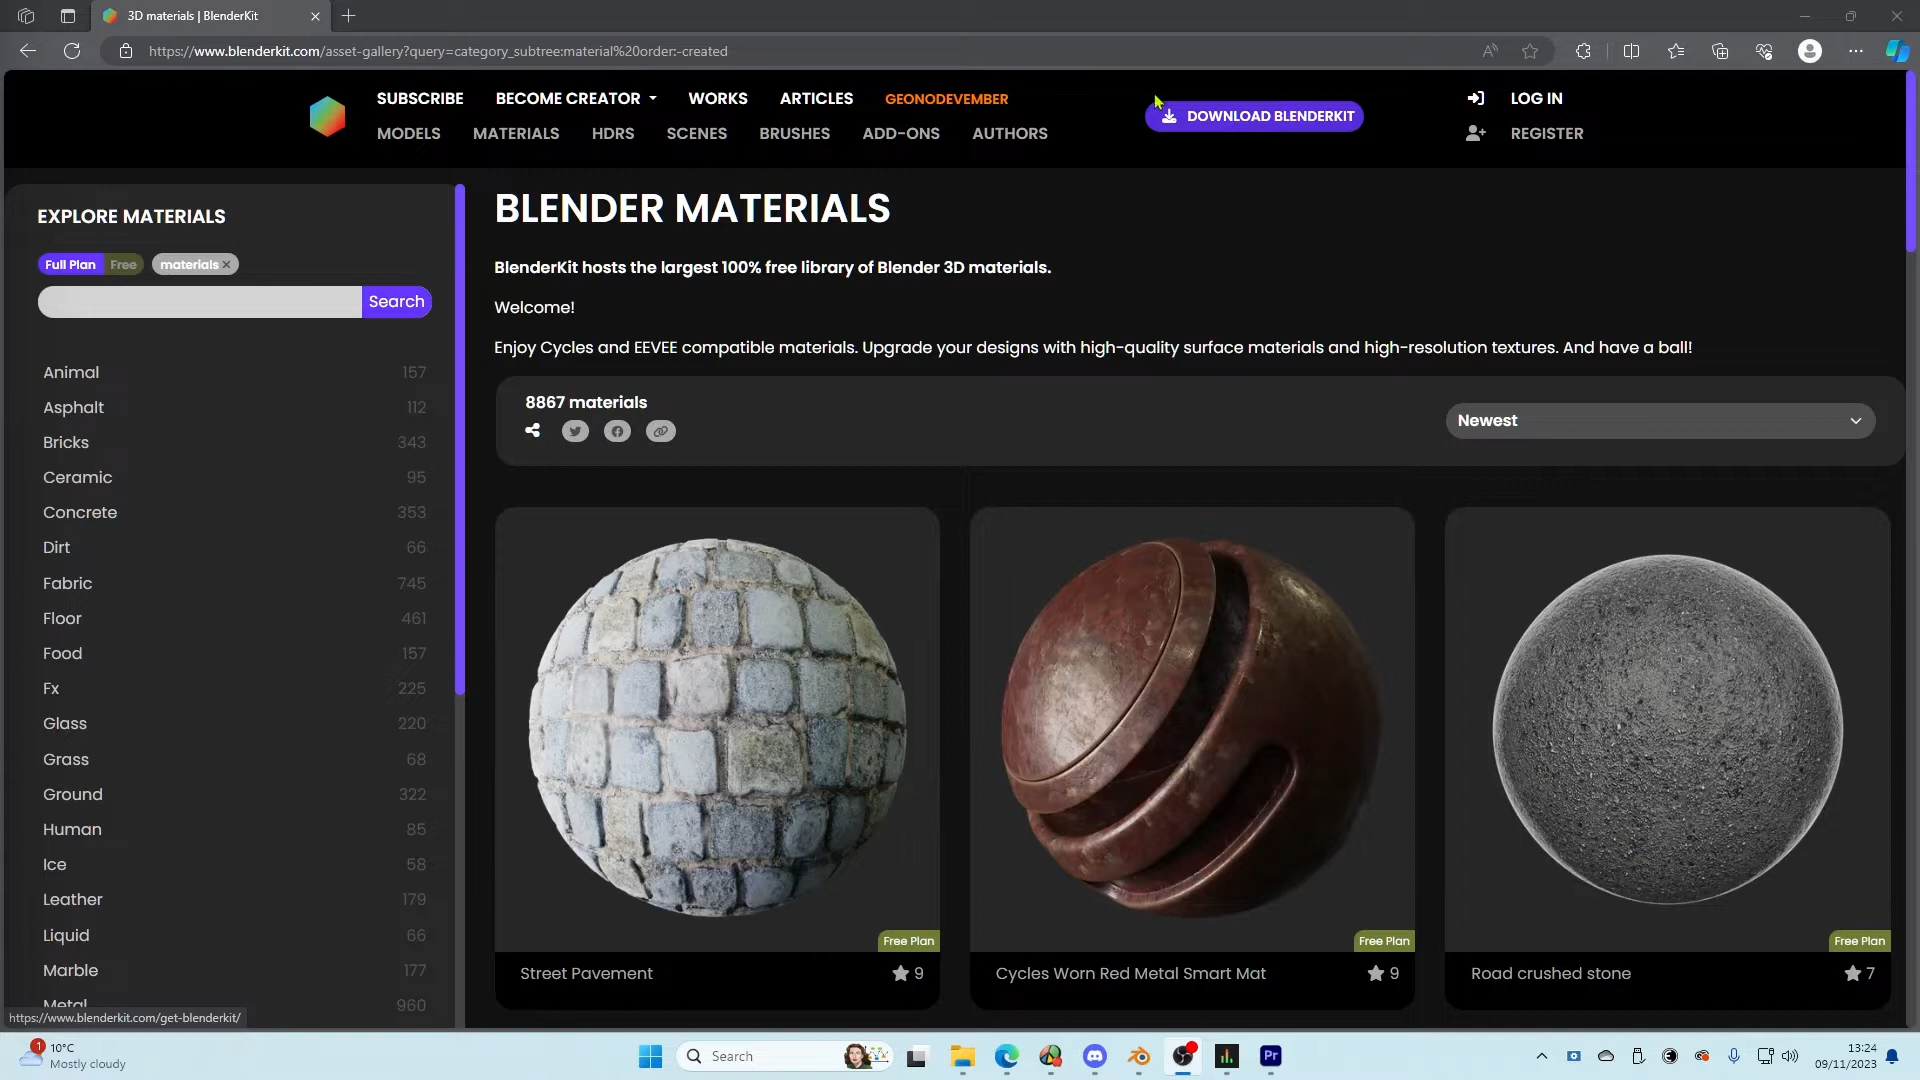 3D materials | BlenderKit
https://www.blenderkit.com/asset-gallery?query=category_subtree:material%20order:-created
SUBSCRIBE BECOME CREATOR WORKS ARTICLES GEONODEVEMBER
MODELS MATERIALS HDRS SCENES BRUSHES ADD-ONS AUTHORS
DOWNLOAD BLENDERKIT
LOG IN
REGISTER
EXPLORE MATERIALS
Full Plan Free materials ×
Search
Animal 157
Asphalt 112
Bricks 343
Ceramic 95
Concrete 353
Dirt 66
Fabric 745
Floor 461
Food 157
Fx 225
Glass 220
Grass 68
Ground 322
Human 85
Ice 58
Leather 179
Liquid 66
Marble 177
Metal 960
https://www.blenderkit.com/get-blenderkit/
BLENDER MATERIALS
BlenderKit hosts the largest 100% free library of Blender 3D materials.
Welcome!
Enjoy Cycles and EEVEE compatible materials. Upgrade your designs with high-quality surface materials and high-resolution textures. And have a ball!
8867 materials
Newest
Free Plan
Street Pavement 9
Free Plan
Cycles Worn Red Metal Smart Mat 9
Free Plan
Road crushed stone 7
1
10°C
Mostly cloudy
Search
Pr
13:24
09/11/2023